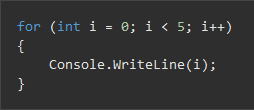 for (int i = 0; i < 5; i++)
{
    Console.WriteLine(i);
}